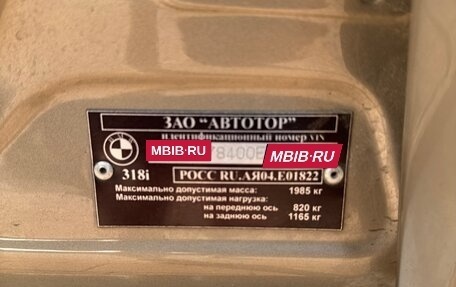 ЗАО "АВТОТОР"
идентификационный номер VIN
MBIB.RU 78400E MBIB.RU
318i РОСС RU.АЯ04.Е01822
Максимально допустимая масса: 1985 кг
Максимально допустимая нагрузка:
на переднюю ось 820 кг
на заднюю ось 1165 кг